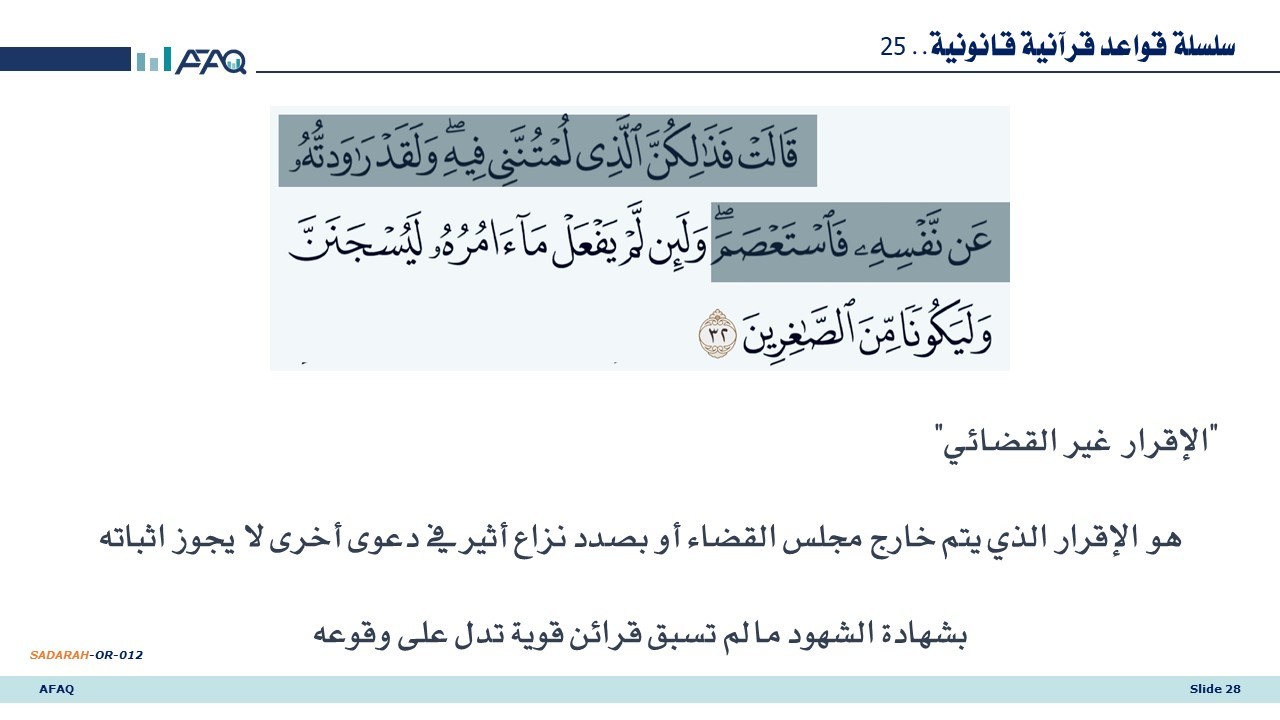 سلسلة قواعد قرآنية قانونية.. 25
AFAQ
قَالَتْ فَذَٰلِكُنَّ ٱلَّذِى لُمْتُنَّنِى فِيهِ ۖ وَلَقَدْ رَٰوَدتُّهُۥ
عَن نَّفْسِهِۦ فَٱسْتَعْصَمَ ۖ وَلَئِن لَّمْ يَفْعَلْ مَآ ءَامُرُهُۥ لَيُسْجَنَنَّ
وَلَيَكُونًا مِّنَ ٱلصَّٰغِرِينَ ٣٢
"الإقرار غير القضائي"
هو الإقرار الذي يتم خارج مجلس القضاء أو بصدد نزاع أثير في دعوى أخرى لا يجوز اثباته
بشهادة الشهود مالم تسبق قرائن قوية تدل على وقوعه
SADARAH-OR-012
AFAQ
Slide 28